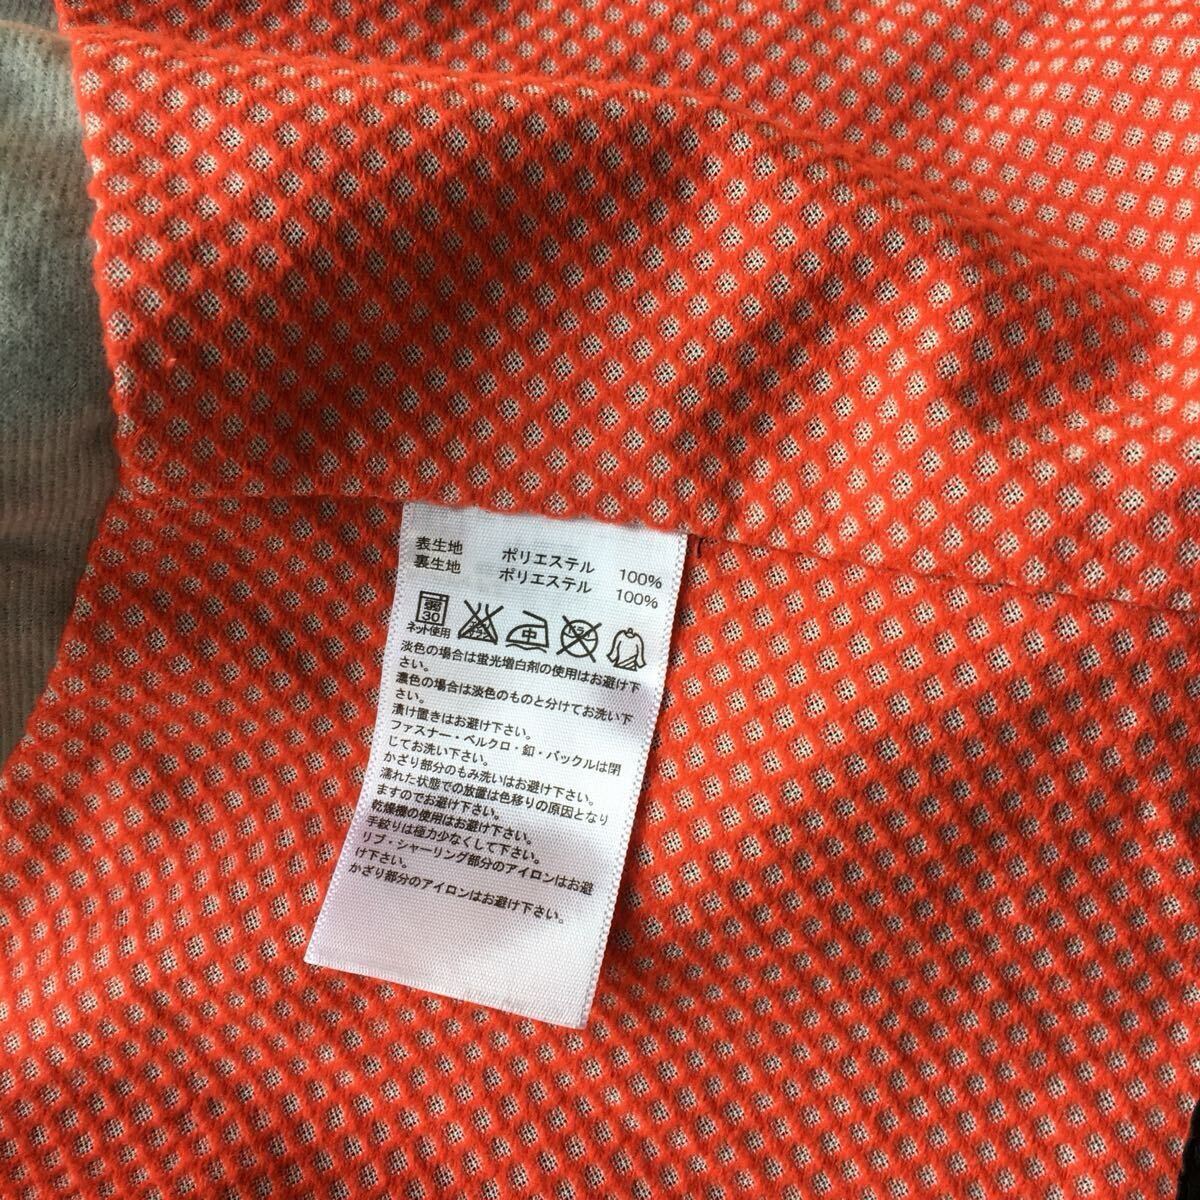 表生地 ポリエステル 100%
裏生地 ポリエステル 100%
弱
30
中
ネット使用
淡色の場合は蛍光増白剤の使用はお避け下
さい。
濃色の場合は淡色のものと分けてお洗い下
さい。
漬け置きはお避け下さい。
ファスナー・ベルクロ・釦・バックルは閉
じてお洗い下さい。
かざり部分のもみ洗いはお避け下さい。
濡れた状態での放置は色移りの原因となり
ますのでお避け下さい。
乾燥機の使用はお避け下さい。
手絞りは極力少なくして下さい。
リブ・シャーリング部分のアイロンはお避
け下さい。
かざり部分のアイロンはお避け下さい。